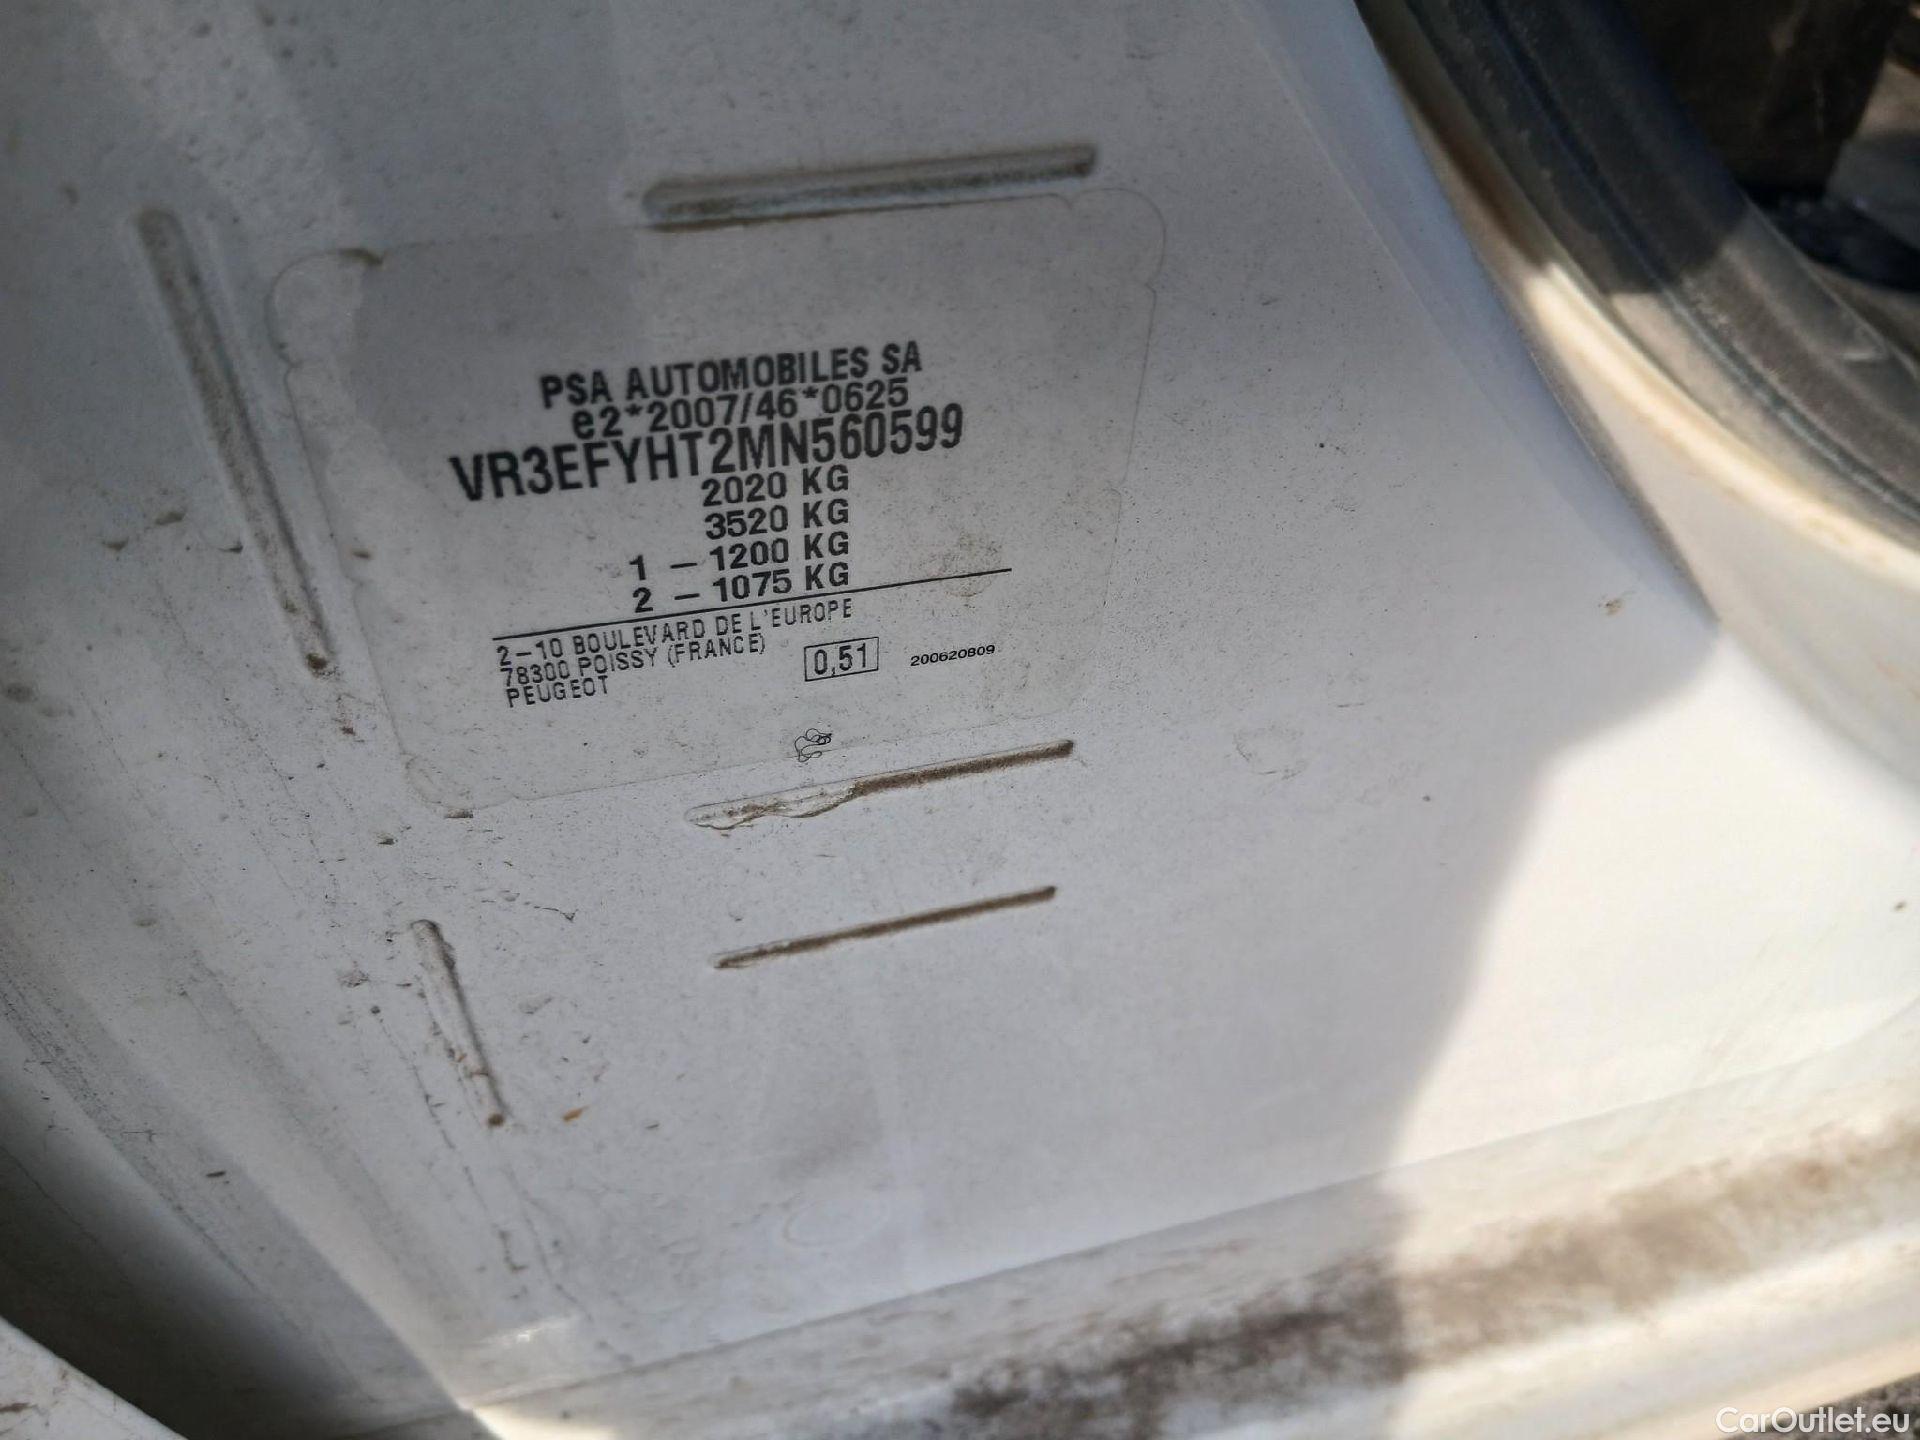 PSA AUTOMOBILES SA
e2*2007/46*0625
VR3EFYHT2MN560599
2020 KG
3520 KG
1 – 1200 KG
2 – 1075 KG
2–10 BOULEVARD DE L'EUROPE
78300 POISSY (FRANCE)
PEUGEOT
0,51
200620809
CarOutlet.eu